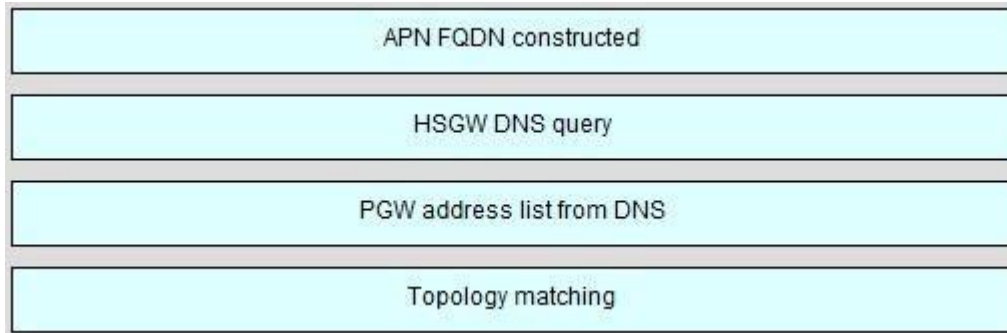 APN FQDN constructed
HSGW DNS query
PGW address list from DNS
Topology matching